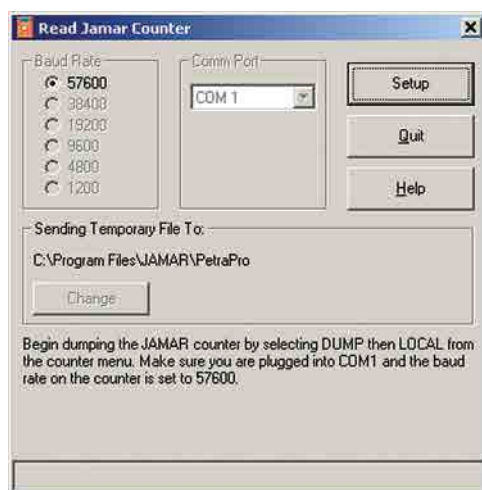 Read Jamar Counter
Baud Rate
57600
38400
19200
9600
4800
1200
Comm Port
COM 1
Setup
Quit
Help
Sending Temporary File To:
C:\Program Files\JAMAR\PetraPro
Change
Begin dumping the JAMAR counter by selecting DUMP then LOCAL from
the counter menu. Make sure you are plugged into COM1 and the baud
rate on the counter is set to 57600.